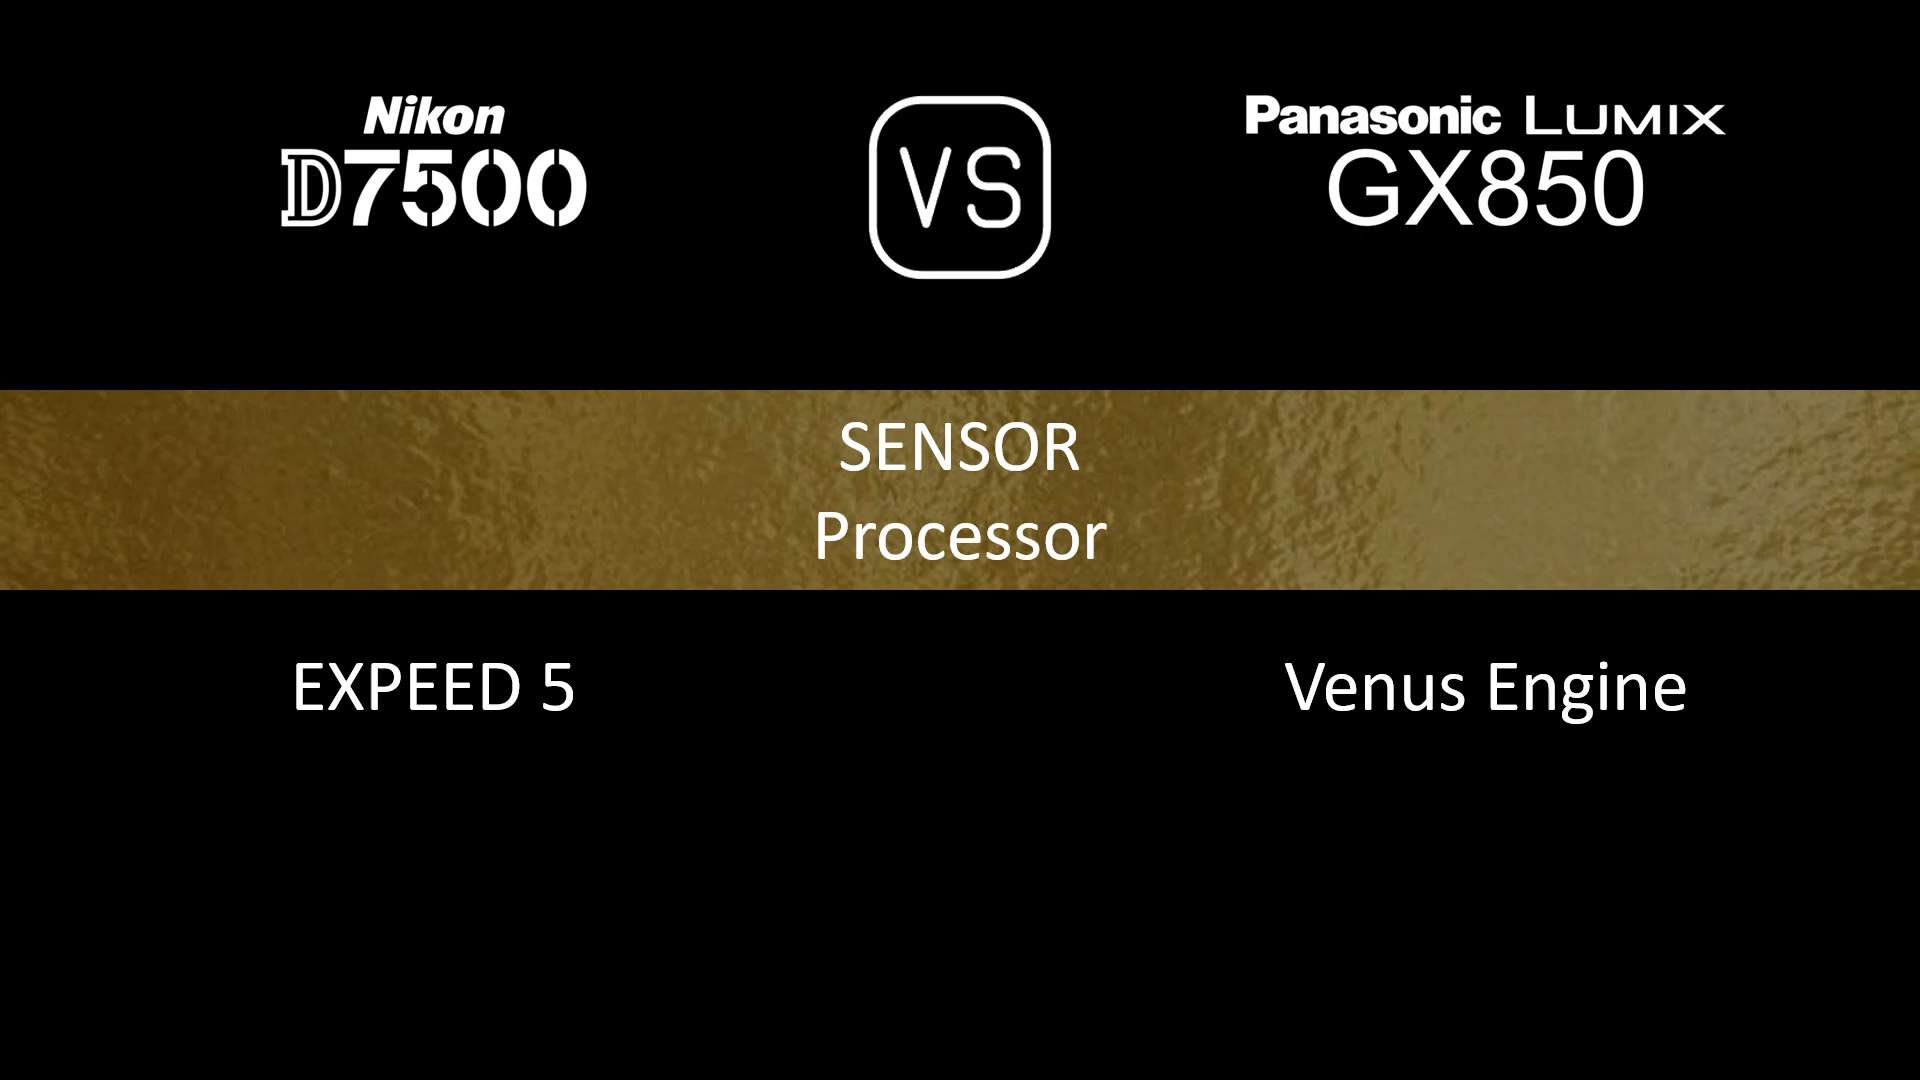 Nikon
D7500
VS
Panasonic LUMIX
GX850
SENSOR
Processor
EXPEED 5
Venus Engine